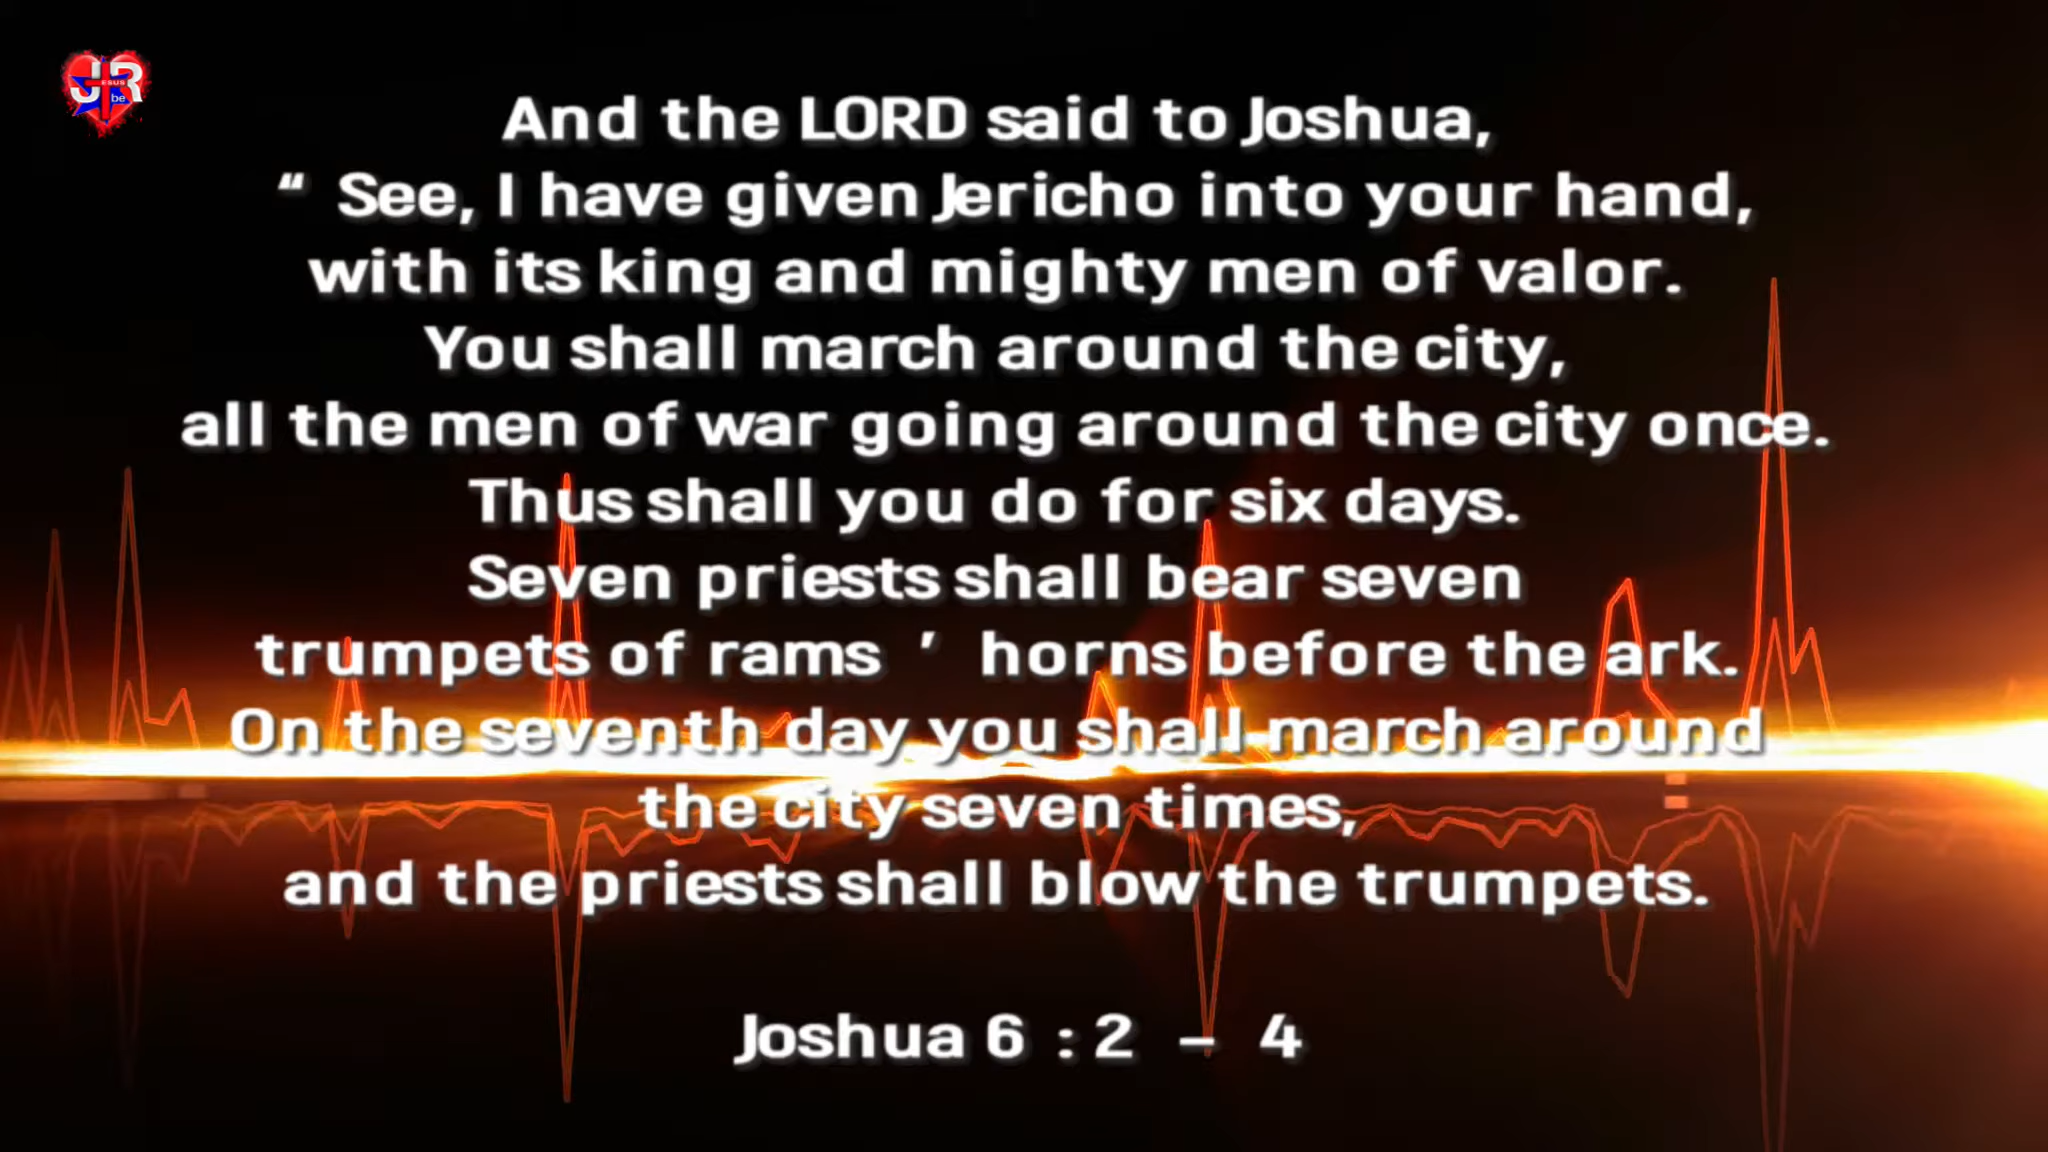 JR
ESUS
be
And the LORD said to Joshua,
“ See, I have given Jericho into your hand,
with its king and mighty men of valor.
You shall march around the city,
all the men of war going around the city once.
Thus shall you do for six days.
Seven priests shall bear seven
trumpets of rams ’ horns before the ark.
On the seventh day you shall march around
the city seven times,
and the priests shall blow the trumpets.
Joshua 6 : 2 – 4